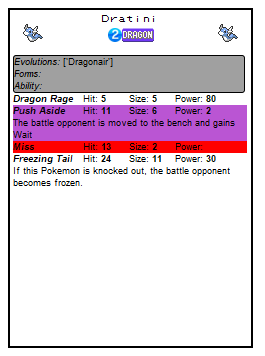 Dratini
2 DRAGON
Evolutions: ['Dragonair']
Forms:
Ability:
Dragon Rage Hit: 5 Size: 5 Power: 80
Push Aside Hit: 11 Size: 6 Power: 2
The battle opponent is moved to the bench and gains
Wait
Miss Hit: 13 Size: 2 Power:
Freezing Tail Hit: 24 Size: 11 Power: 30
If this Pokemon is knocked out, the battle opponent
becomes frozen.